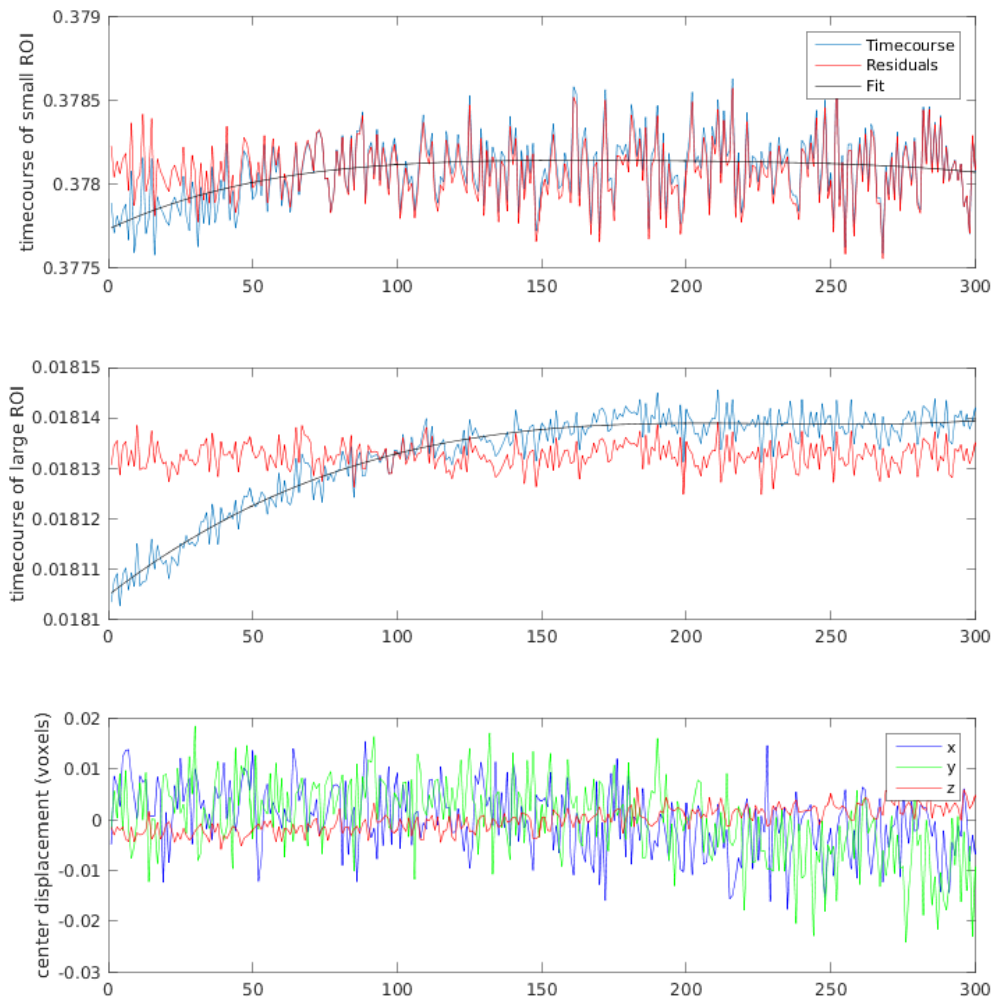 timecourse of small ROI
0.379
0.3785
0.378
0.3775
0 50 100 150 200 250 300
Timecourse
Residuals
Fit
timecourse of large ROI
0.01815
0.01814
0.01813
0.01812
0.01811
0.0181
0 50 100 150 200 250 300
center displacement (voxels)
0.02
0.01
0
-0.01
-0.02
-0.03
0 50 100 150 200 250 300
x
y
z